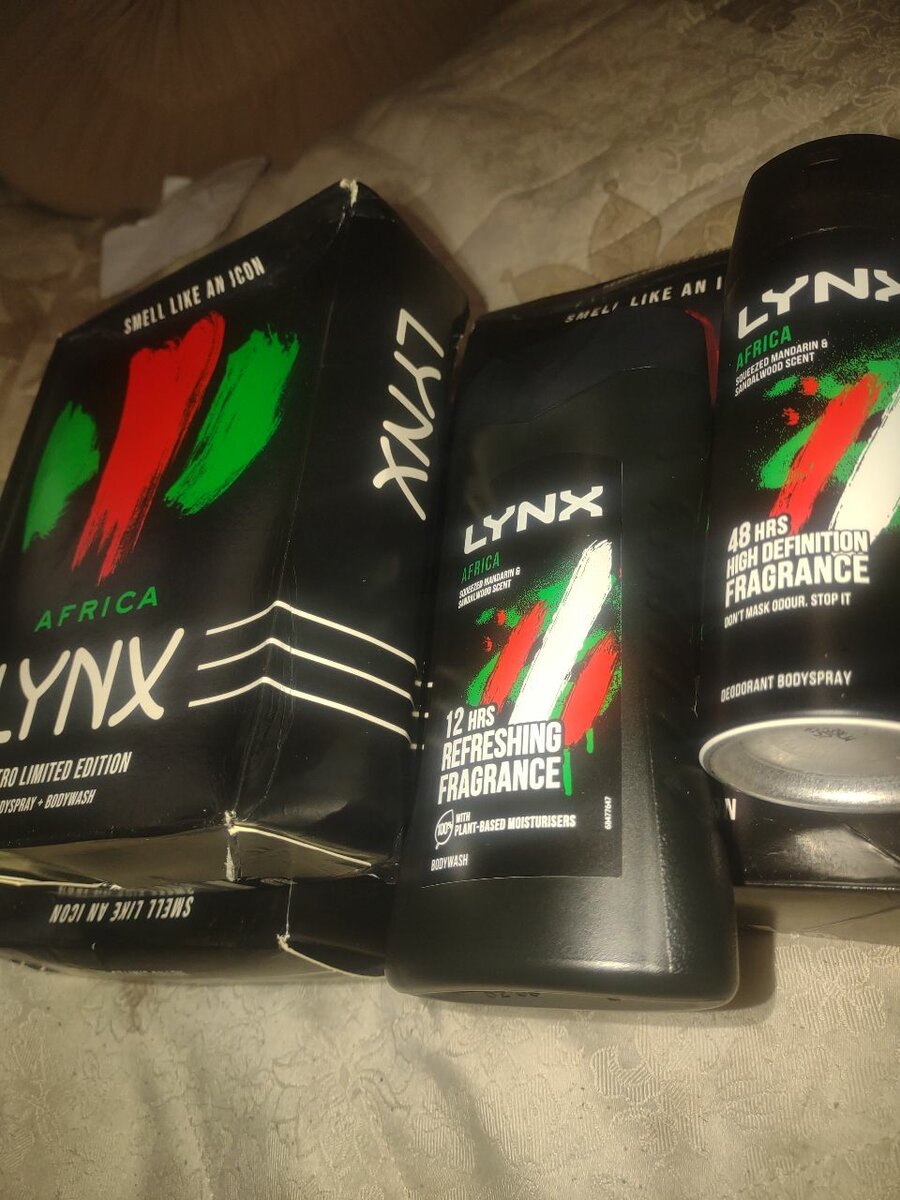 SMELL LIKE AN ICON
AFRICA
LYNX
LIMITED EDITION
+ BODYWASH
LYNX
SMELL LIKE AN ICON
SMELL LIKE AN
LYNX
AFRICA
SQUEEZED MANDARIN &
SANDALWOOD SCENT
12 HRS
REFRESHING
FRAGRANCE
100%
WITH
PLANT-BASED MOISTURISERS
BODYWASH
68477647
LYNX
AFRICA
SQUEEZED MANDARIN &
SANDALWOOD SCENT
48 HRS
HIGH DEFINITION
FRAGRANCE
DON'T MASK ODOUR. STOP IT
DEODORANT BODYSPRAY